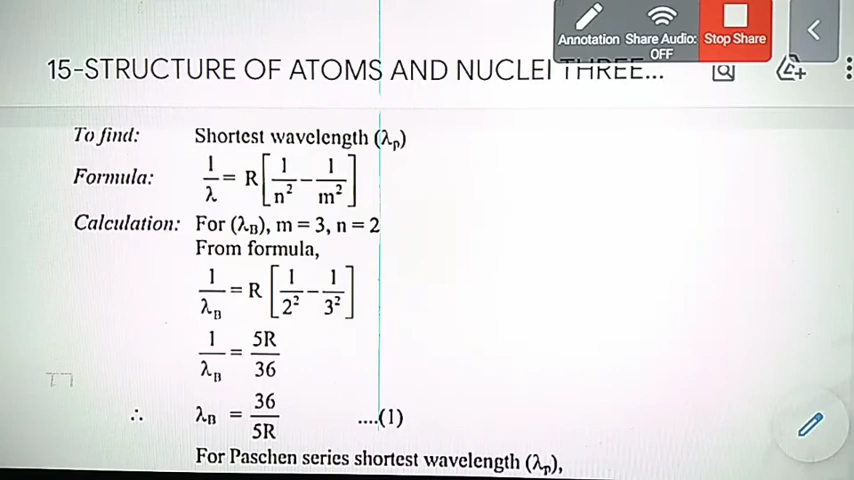 Annotation Share Audio: OFF Stop Share
15-STRUCTURE OF ATOMS AND NUCLEI THREE...
To find: Shortest wavelength (λₚ)
Formula: 1/λ = R[1/n² − 1/m²]
Calculation: For (λB), m = 3, n = 2
From formula,
1/λB = R[1/2² − 1/3²]
1/λB = 5R/36
∴ λB = 36/5R ....(1)
For Paschen series shortest wavelength (λₚ),